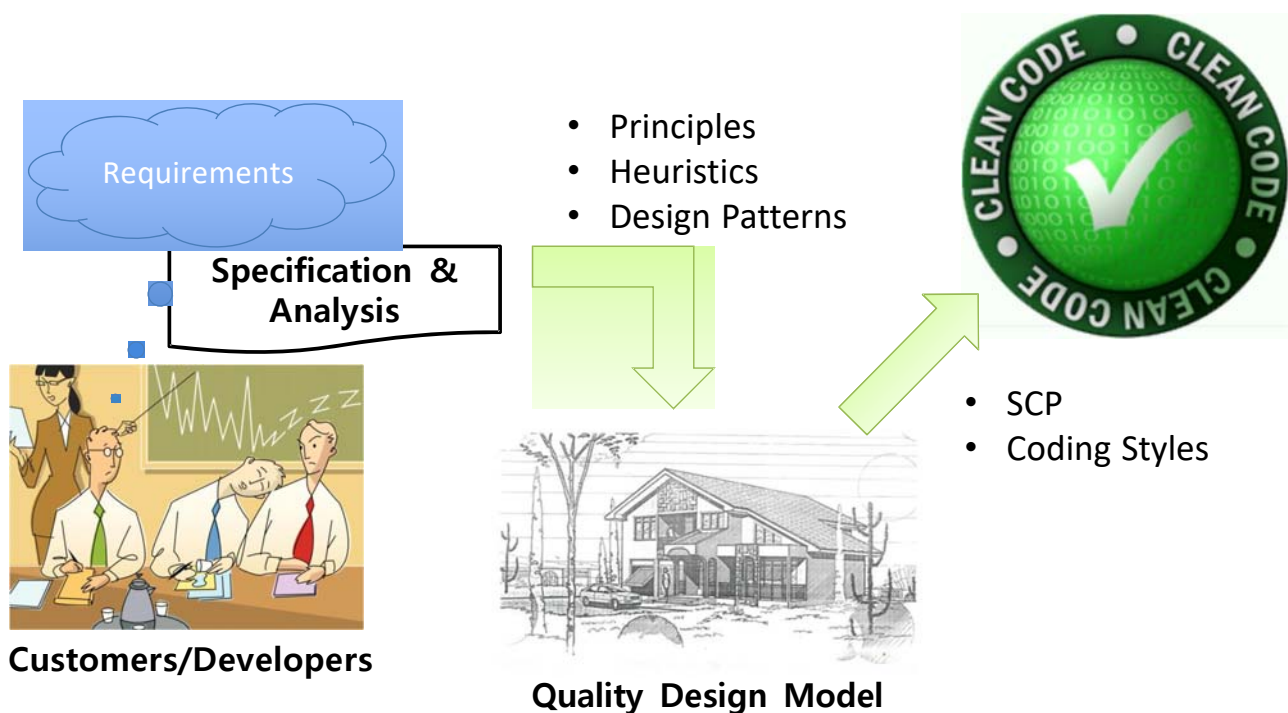 Requirements
Specification &
Analysis
Customers/Developers
• Principles
• Heuristics
• Design Patterns
Quality Design Model
CLEAN CODE • CLEAN CODE • CLEAN CODE •
• SCP
• Coding Styles